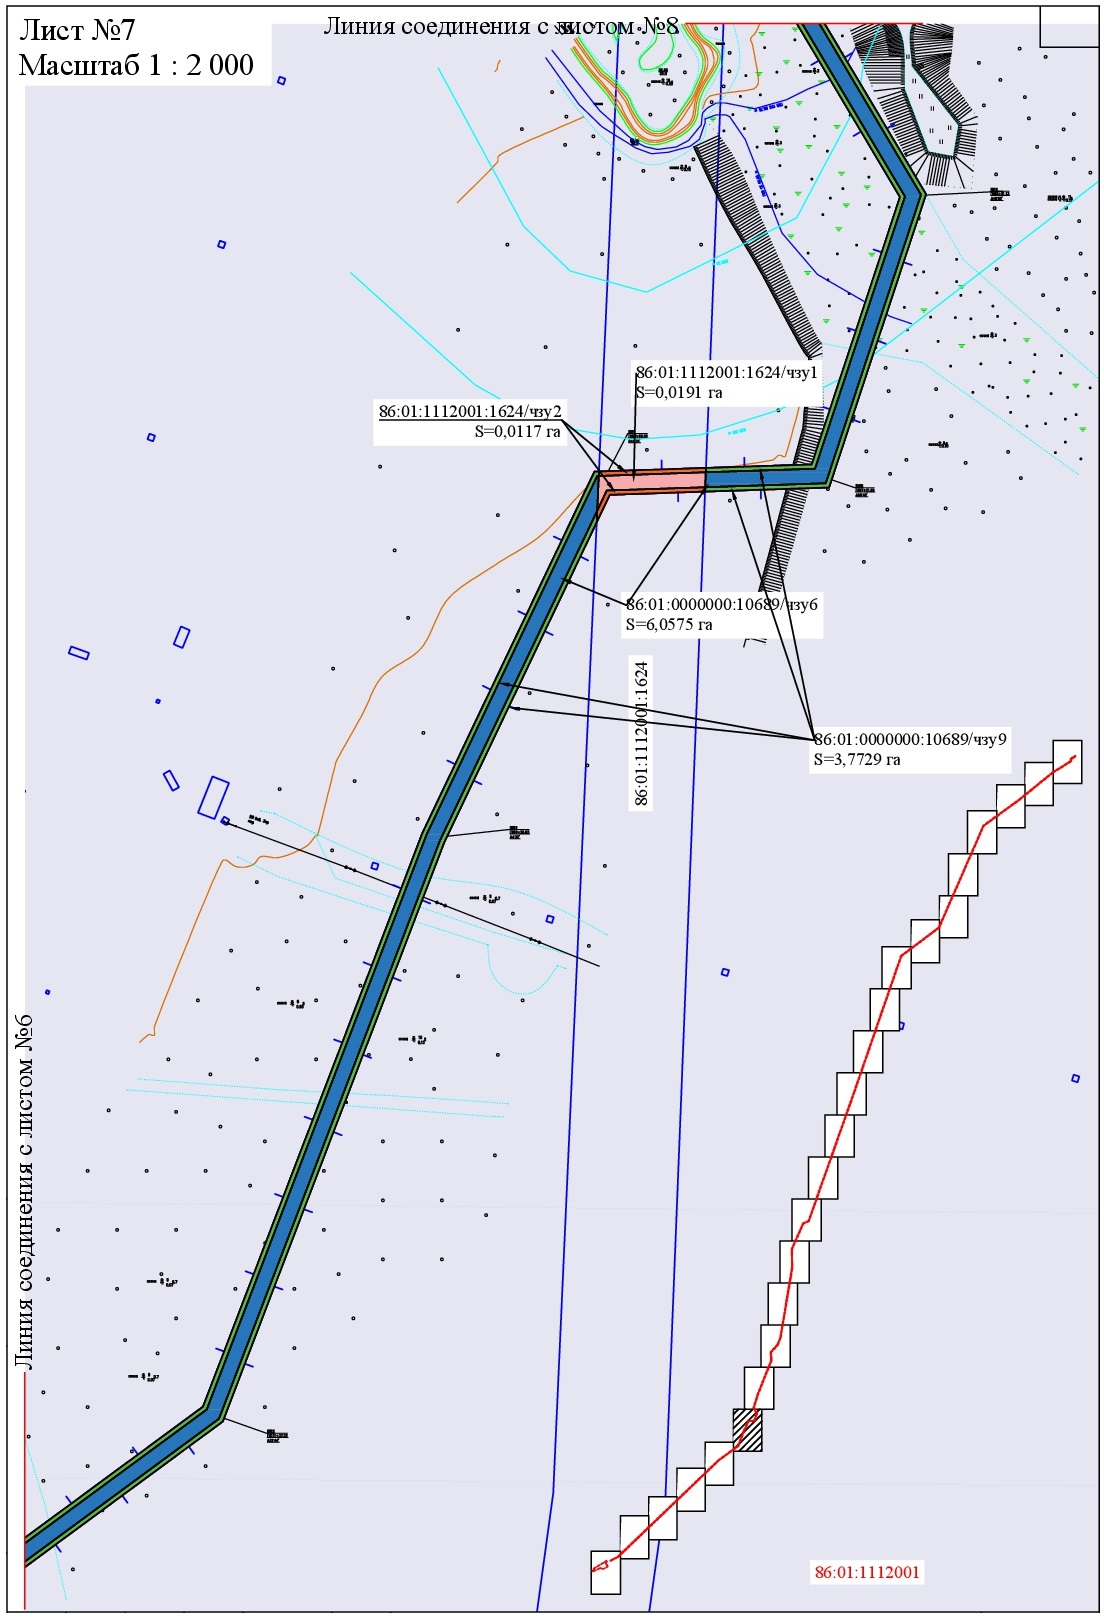 Лист №7
Масштаб 1 : 2 000
Линия соединения с листом №8
86:01:1112001:1624/чзу1
S=0,0191 га
86:01:1112001:1624/чзу2
S=0,0117 га
86:01:0000000:10689/чзу6
S=6,0575 га
86:01:1112001:1624
86:01:0000000:10689/чзу9
S=3,7729 га
Линия соединения с листом №6
86:01:1112001